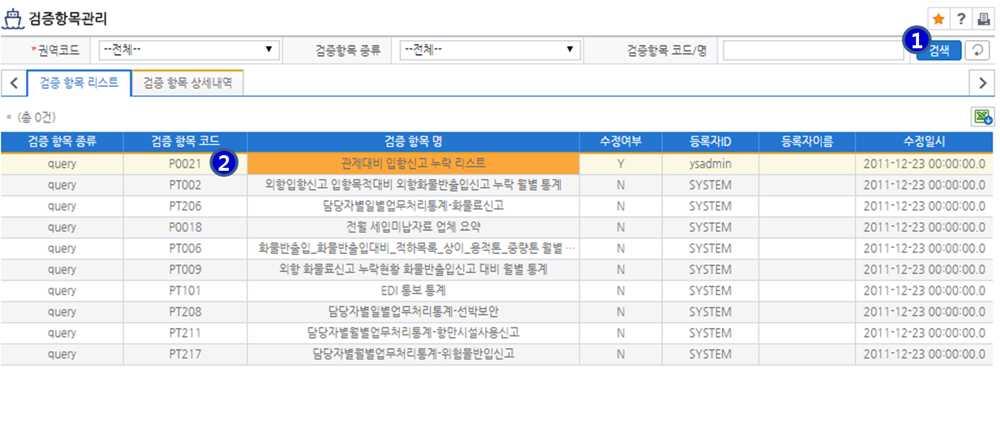 검증항목관리 ?
*권역코드 --전체-- 검증항목 종류 --전체-- 검증항목 코드/명 1 검색
검증 항목 리스트 검증 항목 상세내역
(총 0건)
검증 항목 종류 검증 항목 코드 검증 항목 명 수정여부 등록자ID 등록자이름 수정일시
query P0021 2 관제대비 입항신고 누락 리스트 Y ysadmin 2011-12-23 00:00:00.0
query PT002 외항입항신고 입항목적대비 외항화물반출입신고 누락 월별 통계 N SYSTEM 2011-12-23 00:00:00.0
query PT206 담당자별일별업무처리통계-화물료신고 N SYSTEM 2011-12-23 00:00:00.0
query P0018 전월 세입미납자료 업체 요약 N SYSTEM 2011-12-23 00:00:00.0
query PT006 화물반출입_화물반출입대비_적하목록_상이_용적톤_중량톤 월별 … N SYSTEM 2011-12-23 00:00:00.0
query PT009 외항 화물료신고 누락현황 화물반출입신고 대비 월별 통계 N SYSTEM 2011-12-23 00:00:00.0
query PT101 EDI 통보 통계 N SYSTEM 2011-12-23 00:00:00.0
query PT208 담당자별일별업무처리통계-선박보안 N SYSTEM 2011-12-23 00:00:00.0
query PT211 담당자별월별업무처리통계-항만시설사용신고 N SYSTEM 2011-12-23 00:00:00.0
query PT217 담당자별월별업무처리통계-위험물반입신고 N SYSTEM 2011-12-23 00:00:00.0